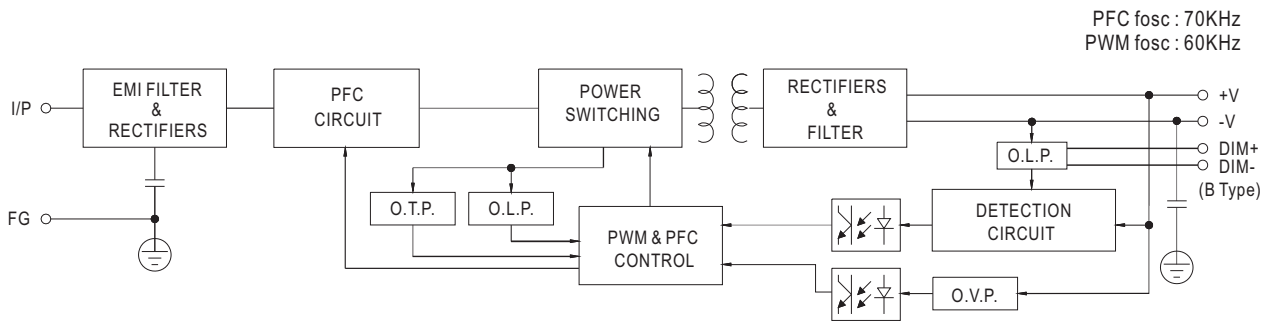 PFC fosc : 70KHz
PWM fosc : 60KHz
I/P
EMI FILTER
&
RECTIFIERS
PFC
CIRCUIT
POWER
SWITCHING
RECTIFIERS
&
FILTER
+V
-V
DIM+
DIM-
(B Type)
O.L.P.
FG
O.T.P.
O.L.P.
PWM & PFC
CONTROL
DETECTION
CIRCUIT
O.V.P.